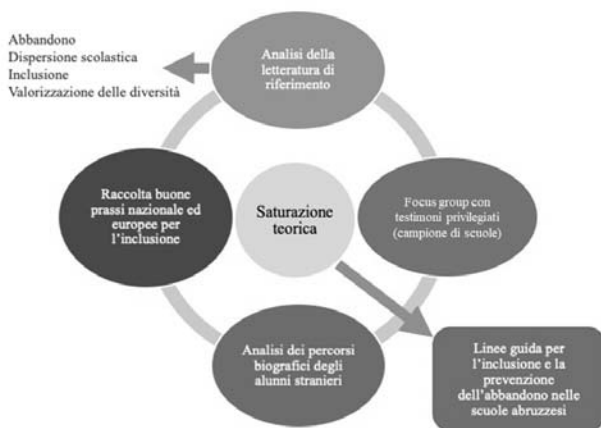 Abbandono
Dispersione scolastica
Inclusione
Valorizzazione delle diversità
Analisi della
letteratura di
riferimento
Raccolta buone
prassi nazionale ed
europee per
l'inclusione
Saturazione
teorica
Focus group con
testimoni privilegiati
(campione di scuole)
Analisi dei percorsi
biografici degli
alunni stranieri
Linee guida per
l'inclusione e la
prevenzione
dell'abbandono nelle
scuole abruzzesi